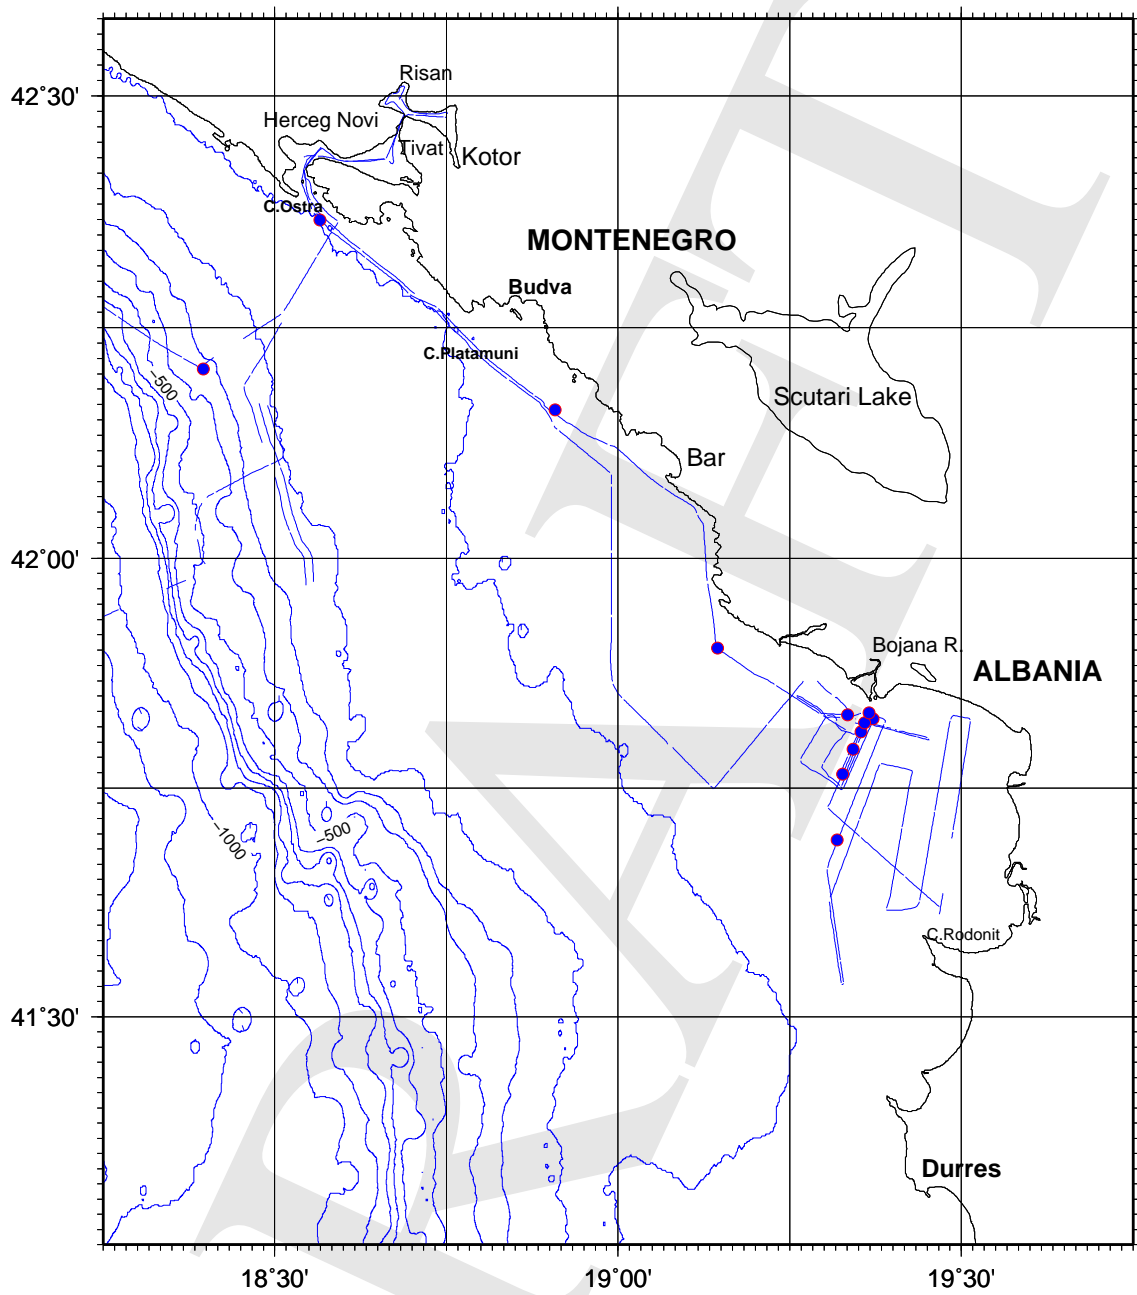 Risan
42°30'
Herceg Novi
Tivat
Kotor
C.Ostra
MONTENEGRO
Budva
C.Platamuni
-500
Scutari Lake
Bar
42°00'
Bojana R.
ALBANIA
-1000
-500
C.Rodonit
41°30'
Durres
18°30'
19°00'
19°30'